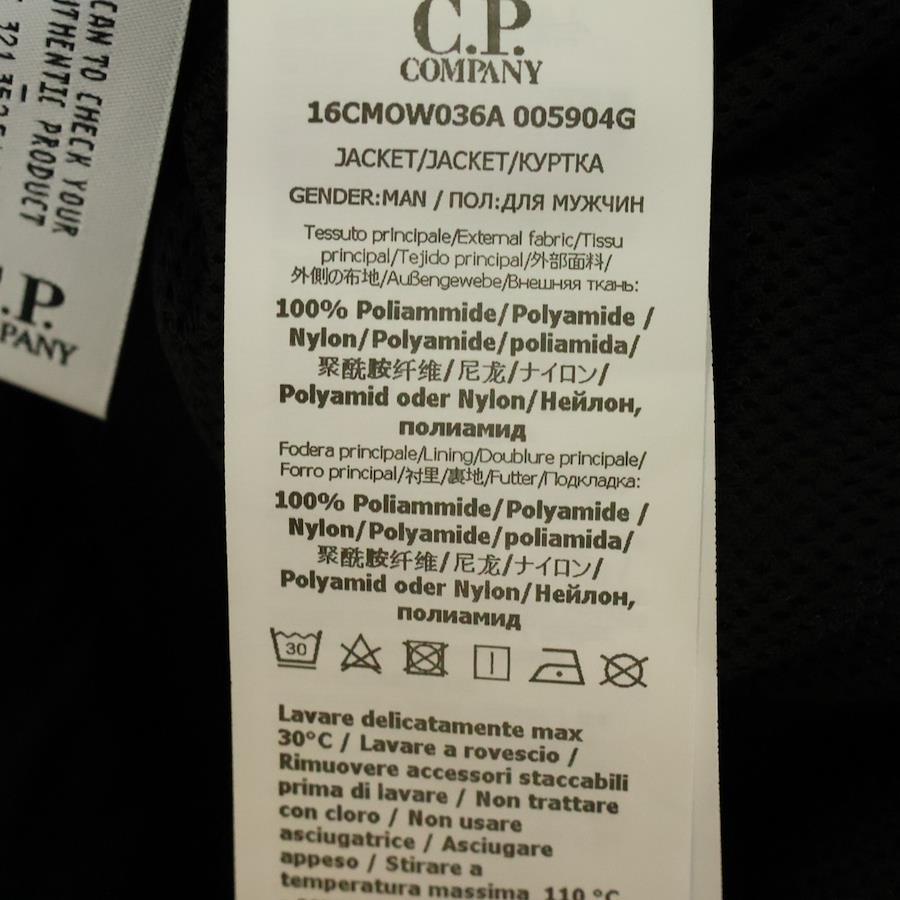 CAN TO CHECK YOUR
AUTHENTIC PRODUCT
C.P.
COMPANY
C.P.
COMPANY
16CMOW036A 005904G
JACKET/JACKET/КУРТКА
GENDER:MAN / ПОЛ:ДЛЯ МУЖЧИН
Tessuto principale/External fabric/Tissu
principal/Tejido principal/外部面料/
外側の布地/Außengewebe/Внешняя ткань:
100% Poliammide/Polyamide /
Nylon/Polyamide/poliamida/
聚酰胺纤维/尼龙/ナイロン/
Polyamid oder Nylon/Нейлон,
полиамид
Fodera principale/Lining/Doublure principale/
Forro principal/衬里/裏地/Futter/Подкладка:
100% Poliammide/Polyamide /
Nylon/Polyamide/poliamida/
聚酰胺纤维/尼龙/ナイロン/
Polyamid oder Nylon/Нейлон,
полиамид
30
Lavare delicatamente max
30°C / Lavare a rovescio /
Rimuovere accessori staccabili
prima di lavare / Non trattare
con cloro / Non usare
asciugatrice / Asciugare
appeso / Stirare a
temperatura massima 110 °C